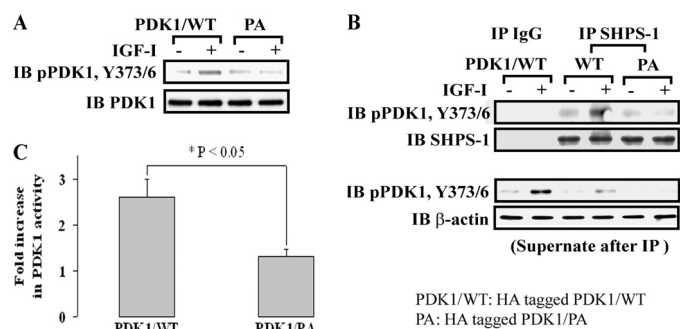 A
PDK1/WT PA
IGF-I - + - +
IB pPDK1, Y373/6
IB PDK1
B
IP IgG IP SHPS-1
PDK1/WT WT PA
IGF-I - + - + - +
IB pPDK1, Y373/6
IB SHPS-1
IB pPDK1, Y373/6
IB β-actin
(Supernate after IP )
C
* P < 0.05
Fold increase
in PDK1 activity
3
2
1
0
PDK1/WT PDK1/PA
PDK1/WT: HA tagged PDK1/WT
PA: HA tagged PDK1/PA